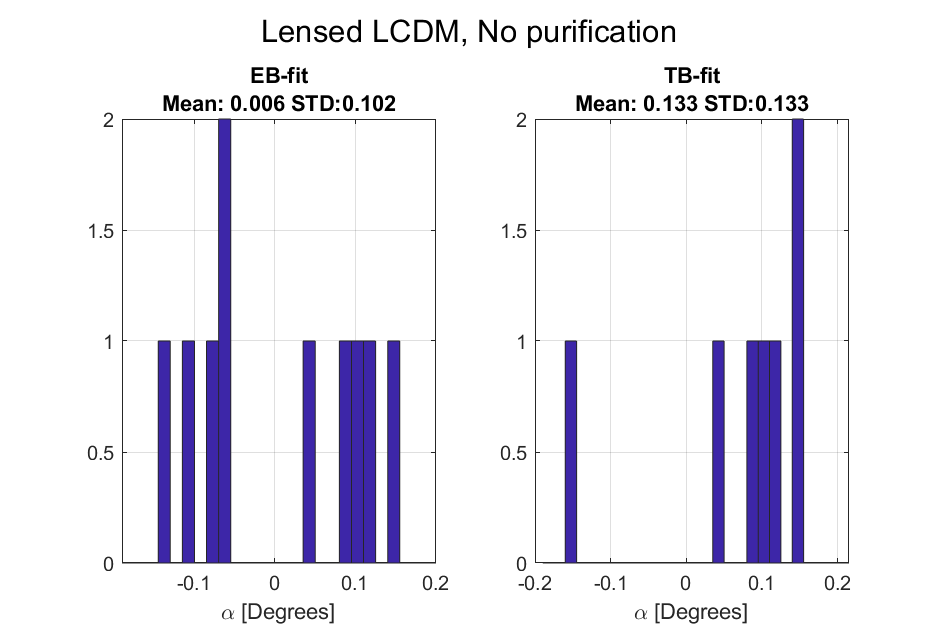 Lensed LCDM, No purification
EB-fit
Mean: 0.006 STD:0.102
2
1.5
1
0.5
0
-0.1
0
0.1
0.2
α [Degrees]
TB-fit
Mean: 0.133 STD:0.133
2
1.5
1
0.5
0
-0.2
-0.1
0
0.1
0.2
α [Degrees]